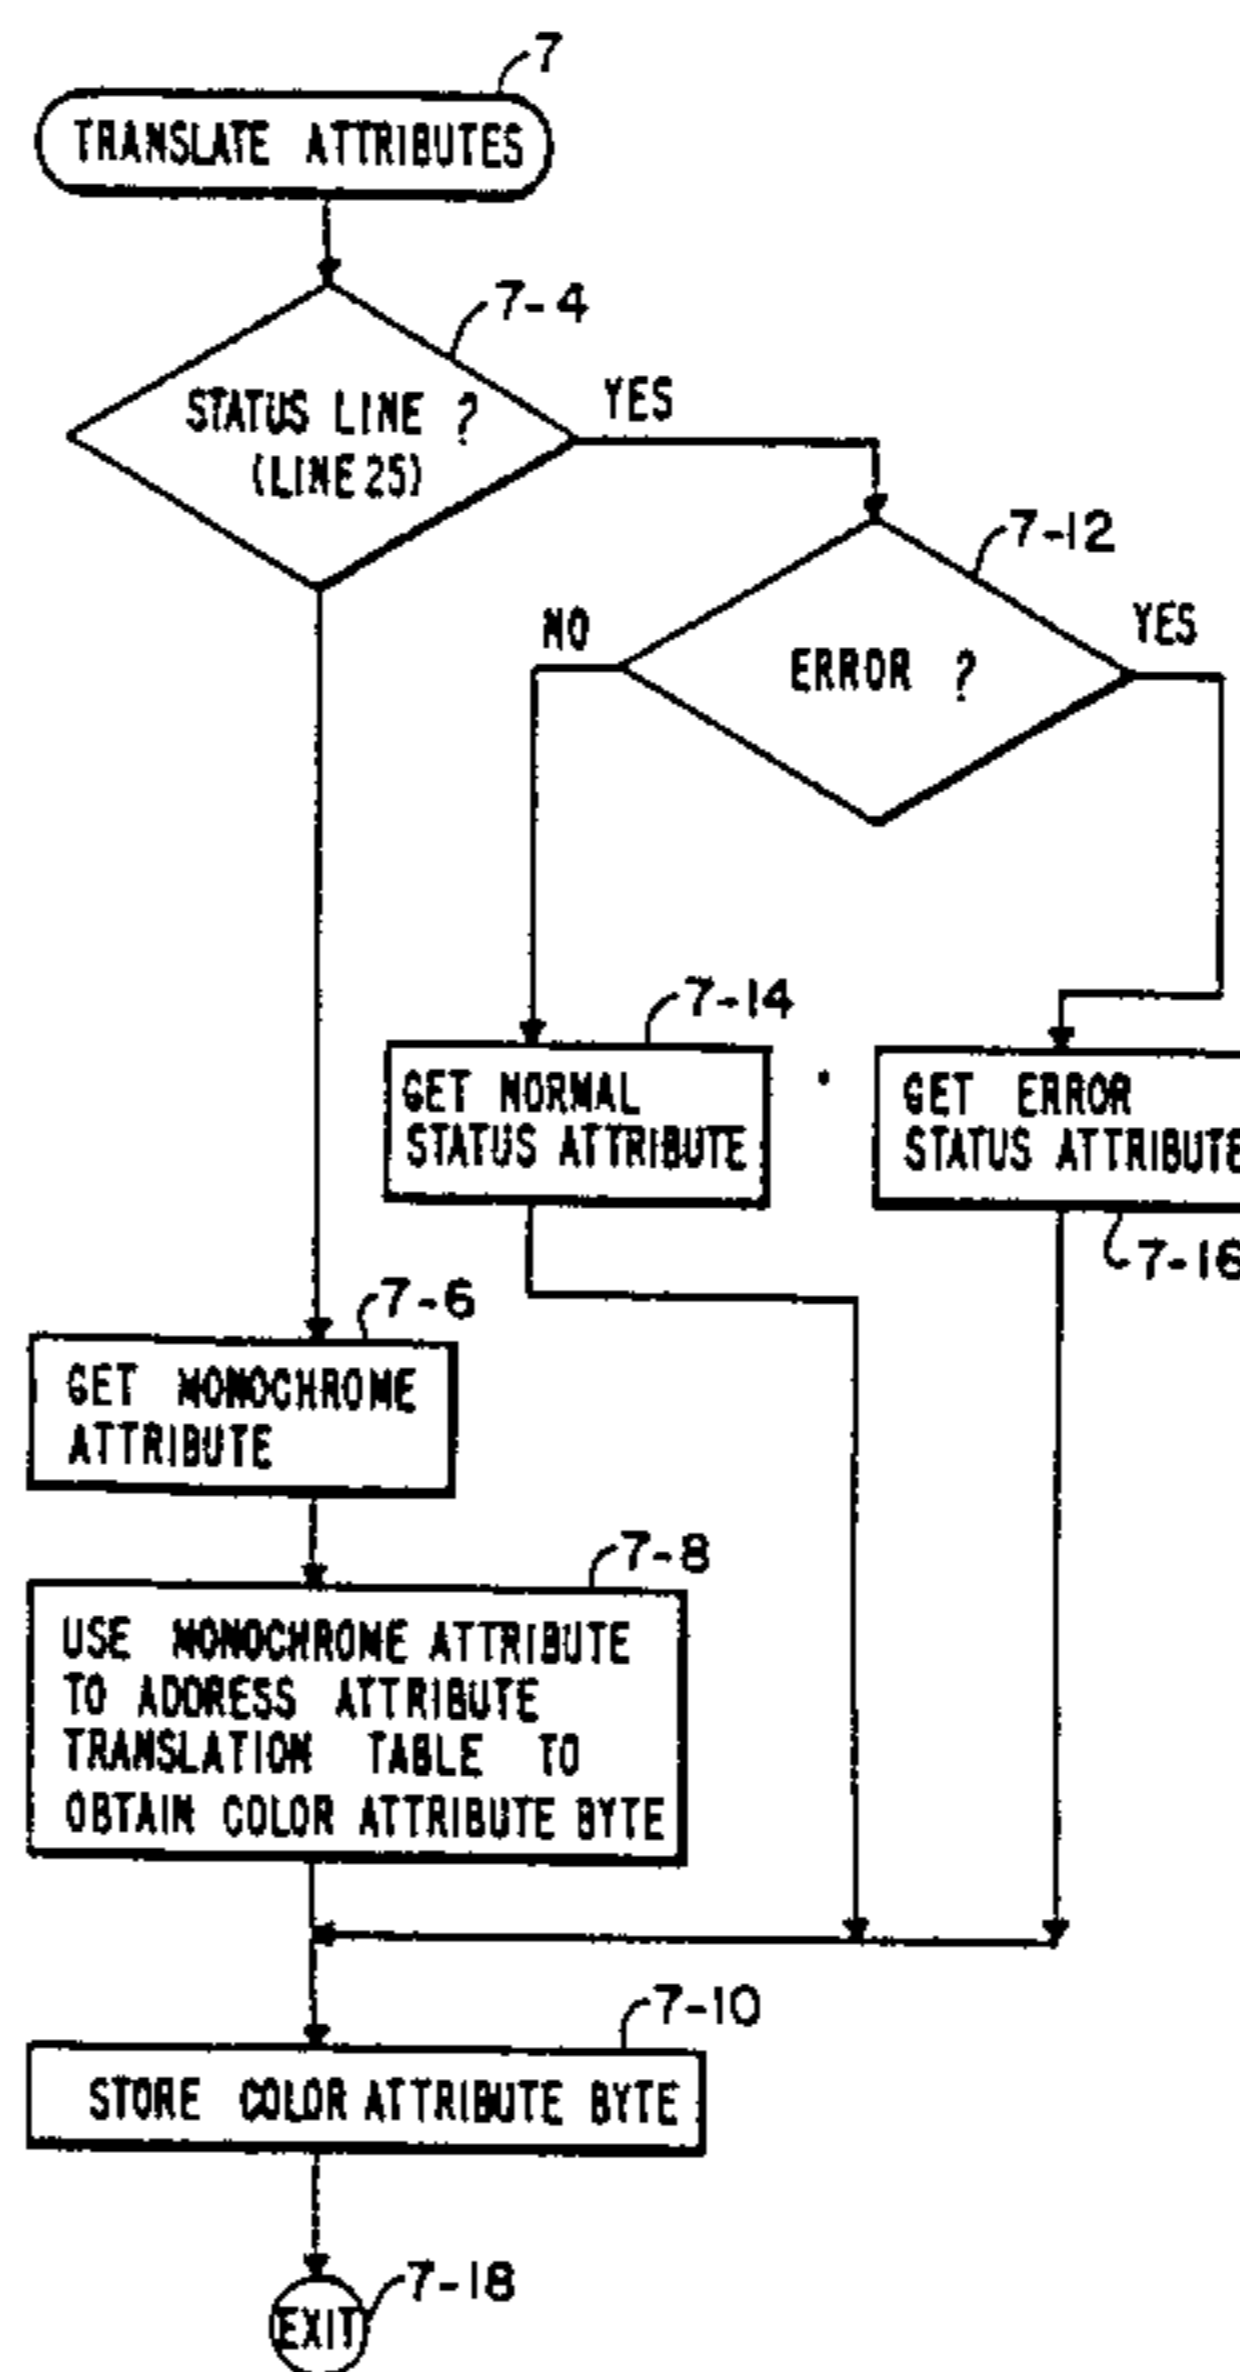 7
TRANSLATE ATTRIBUTES
7-4
STATUS LINE ?
(LINE 25)
YES
7-12
ERROR ?
NO
YES
7-14
GET NORMAL
STATUS ATTRIBUTE
GET ERROR
STATUS ATTRIBUTE
7-16
7-6
GET MONOCHROME
ATTRIBUTE
7-8
USE MONOCHROME ATTRIBUTE
TO ADDRESS ATTRIBUTE
TRANSLATION TABLE TO
OBTAIN COLOR ATTRIBUTE BYTE
7-10
STORE COLOR ATTRIBUTE BYTE
7-18
EXIT